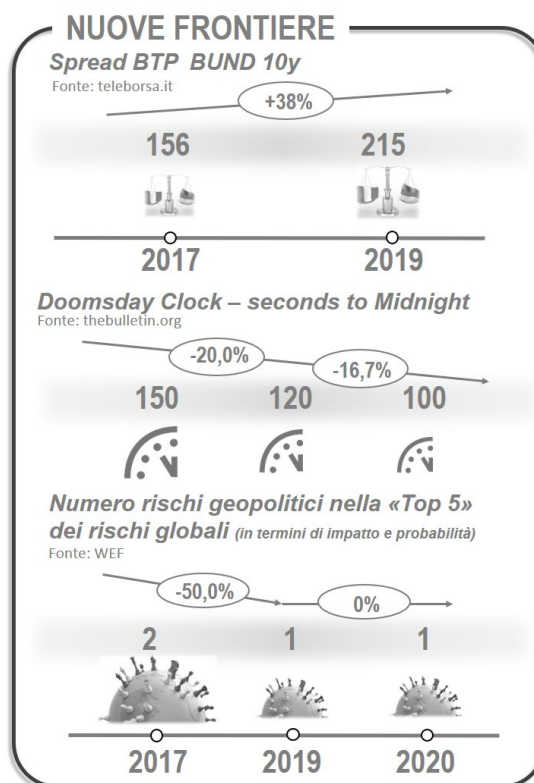 NUOVE FRONTIERE
Spread BTP BUND 10y
Fonte: teleborsa.it
+38%
156 215
2017 2019
Doomsday Clock – seconds to Midnight
Fonte: thebulletin.org
-20,0% -16,7%
150 120 100
Numero rischi geopolitici nella «Top 5»
dei rischi globali (in termini di impatto e probabilità)
Fonte: WEF
-50,0% 0%
2 1 1
2017 2019 2020